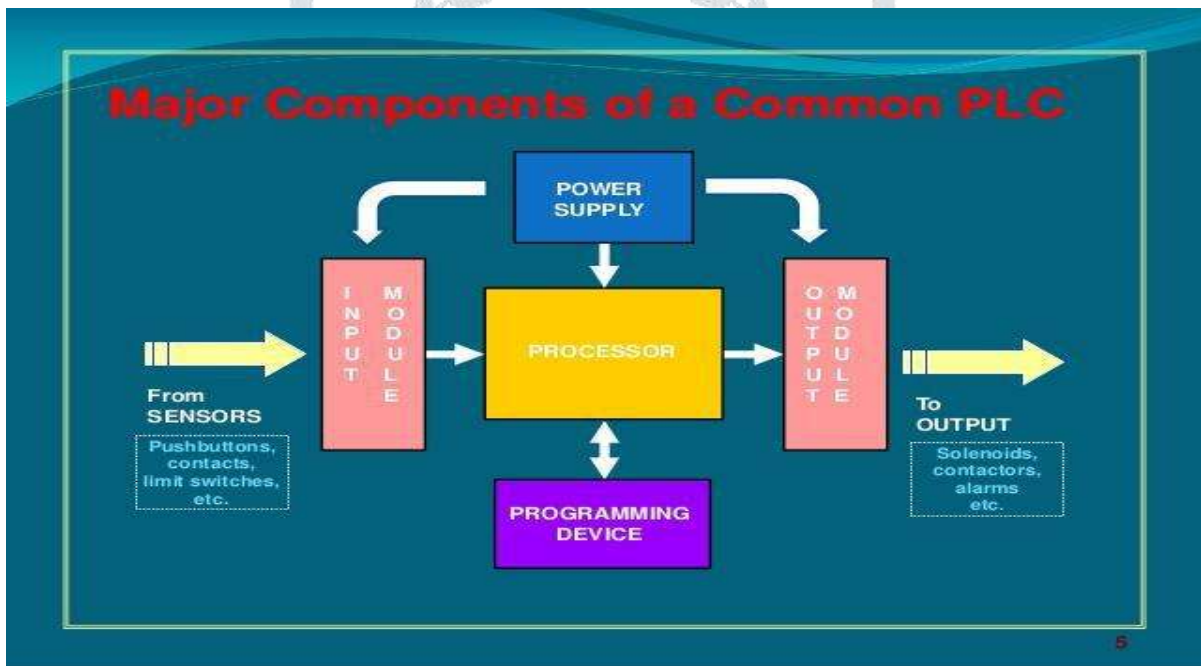 Major Components of a Common PLC
POWER
SUPPLY
INPUT
MODULE
PROCESSOR
OUTPUT
MODULE
From
SENSORS
Pushbuttons,
contacts,
limit switches,
etc.
To
OUTPUT
Solenoids,
contactors,
alarms
etc.
PROGRAMMING
DEVICE
5